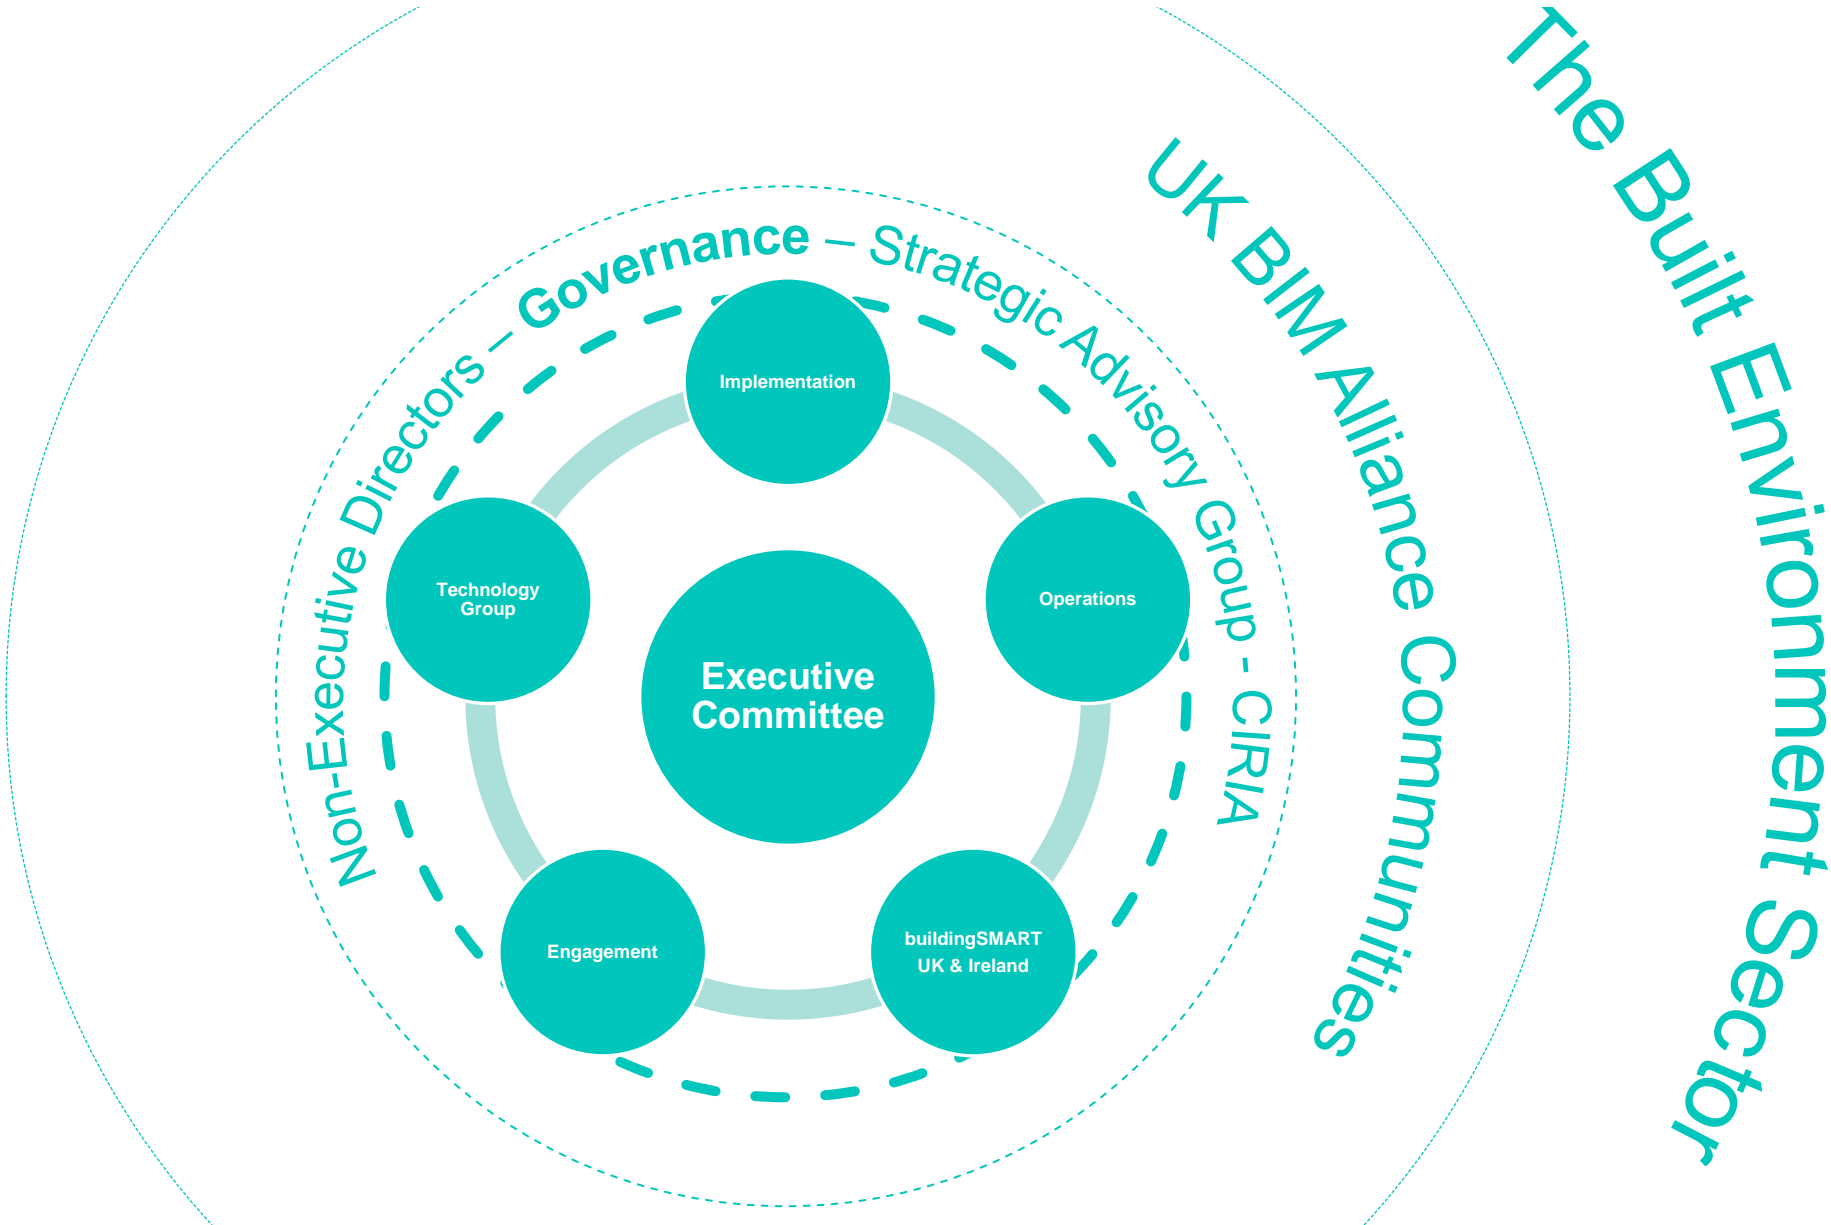 The Built Environment Sector
UK BIM Alliance Communities
Non-Executive Directors – Governance – Strategic Advisory Group - CIRIA
Implementation
Technology
Group
Operations
Executive
Committee
Engagement
buildingSMART
UK & Ireland